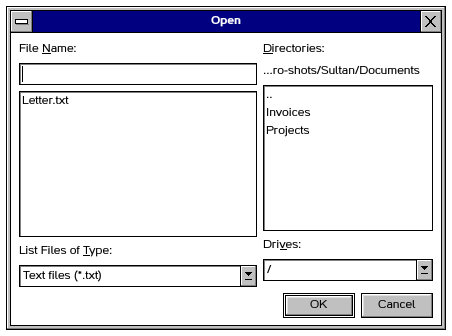 Open
File Name:
Letter.txt
List Files of Type:
Text files (*.txt)
Directories:
...ro-shots/Sultan/Documents
..
Invoices
Projects
Drives:
/
OK
Cancel